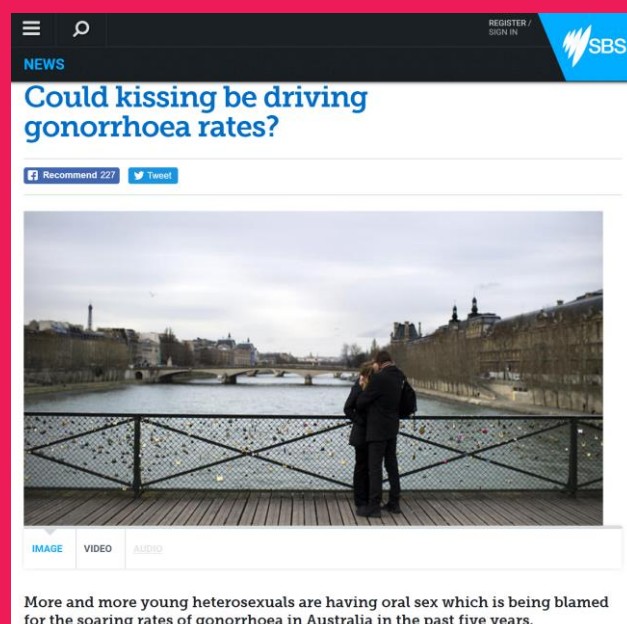 REGISTER /
SIGN IN
SBS
NEWS
Could kissing be driving
gonorrhoea rates?
Recommend 227
Tweet
IMAGE
VIDEO
AUDIO
More and more young heterosexuals are having oral sex which is being blamed
for the soaring rates of gonorrhoea in Australia in the past five years.